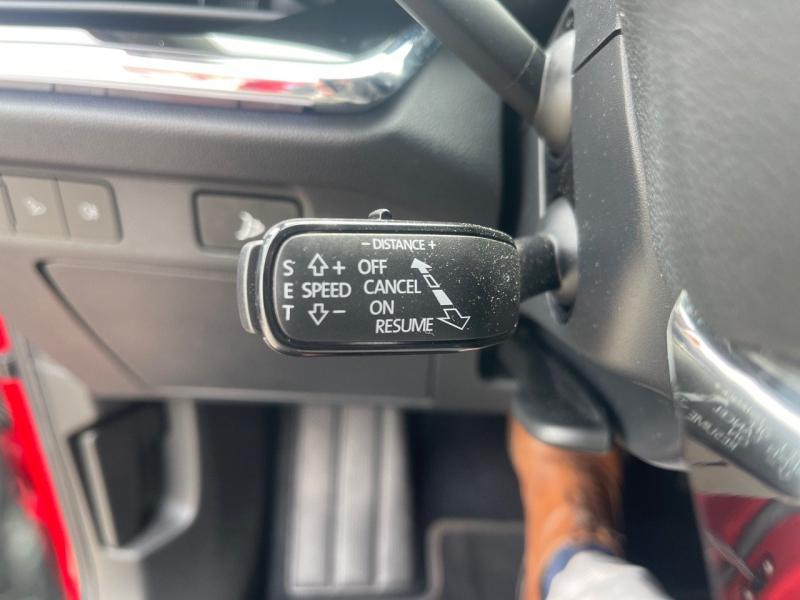 - DISTANCE +
S + OFF
E SPEED CANCEL
T - ON
RESUME